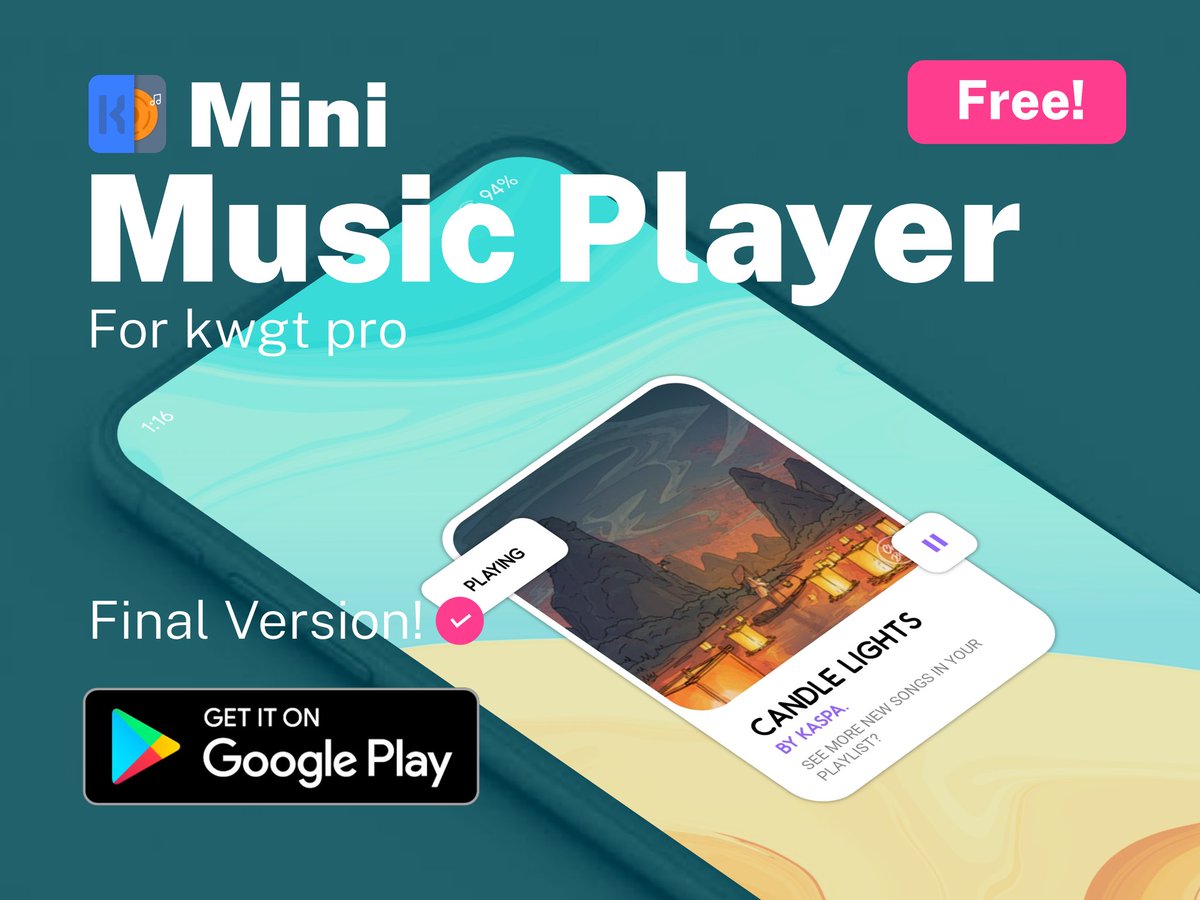 Mini
Free!
Music Player
94%
For kwgt pro
1:16
PLAYING
Final Version!
CANDLE LIGHTS
BY KASPA.
SEE MORE NEW SONGS IN YOUR
PLAYLIST?
GET IT ON
Google Play